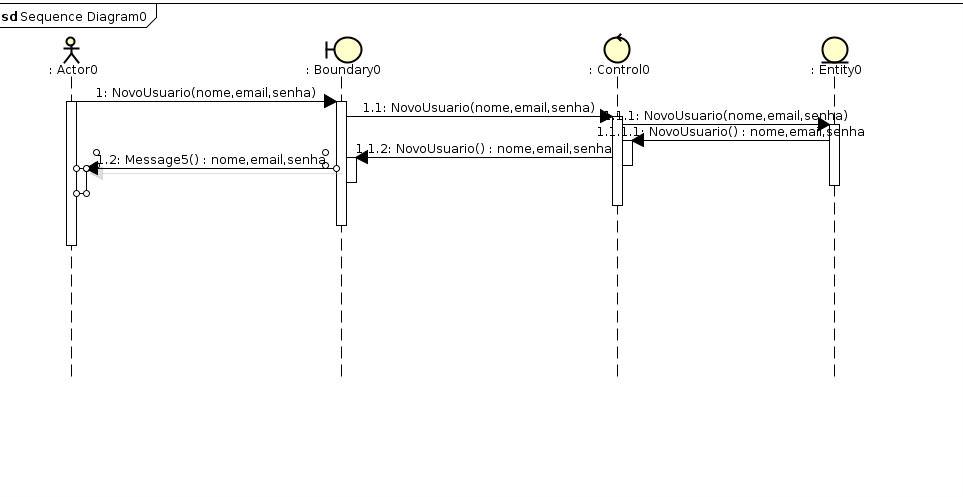 sd Sequence Diagram0
: Actor0
: Boundary0
: Control0
: Entity0
1: NovoUsuario(nome,email,senha)
1.1: NovoUsuario(nome,email,senha)
1.1.1: NovoUsuario(nome,email,senha)
1.1.1.1: NovoUsuario() : nome,email,senha
1.1.2: NovoUsuario() : nome,email,senha
1.2: Message5() : nome,email,senha